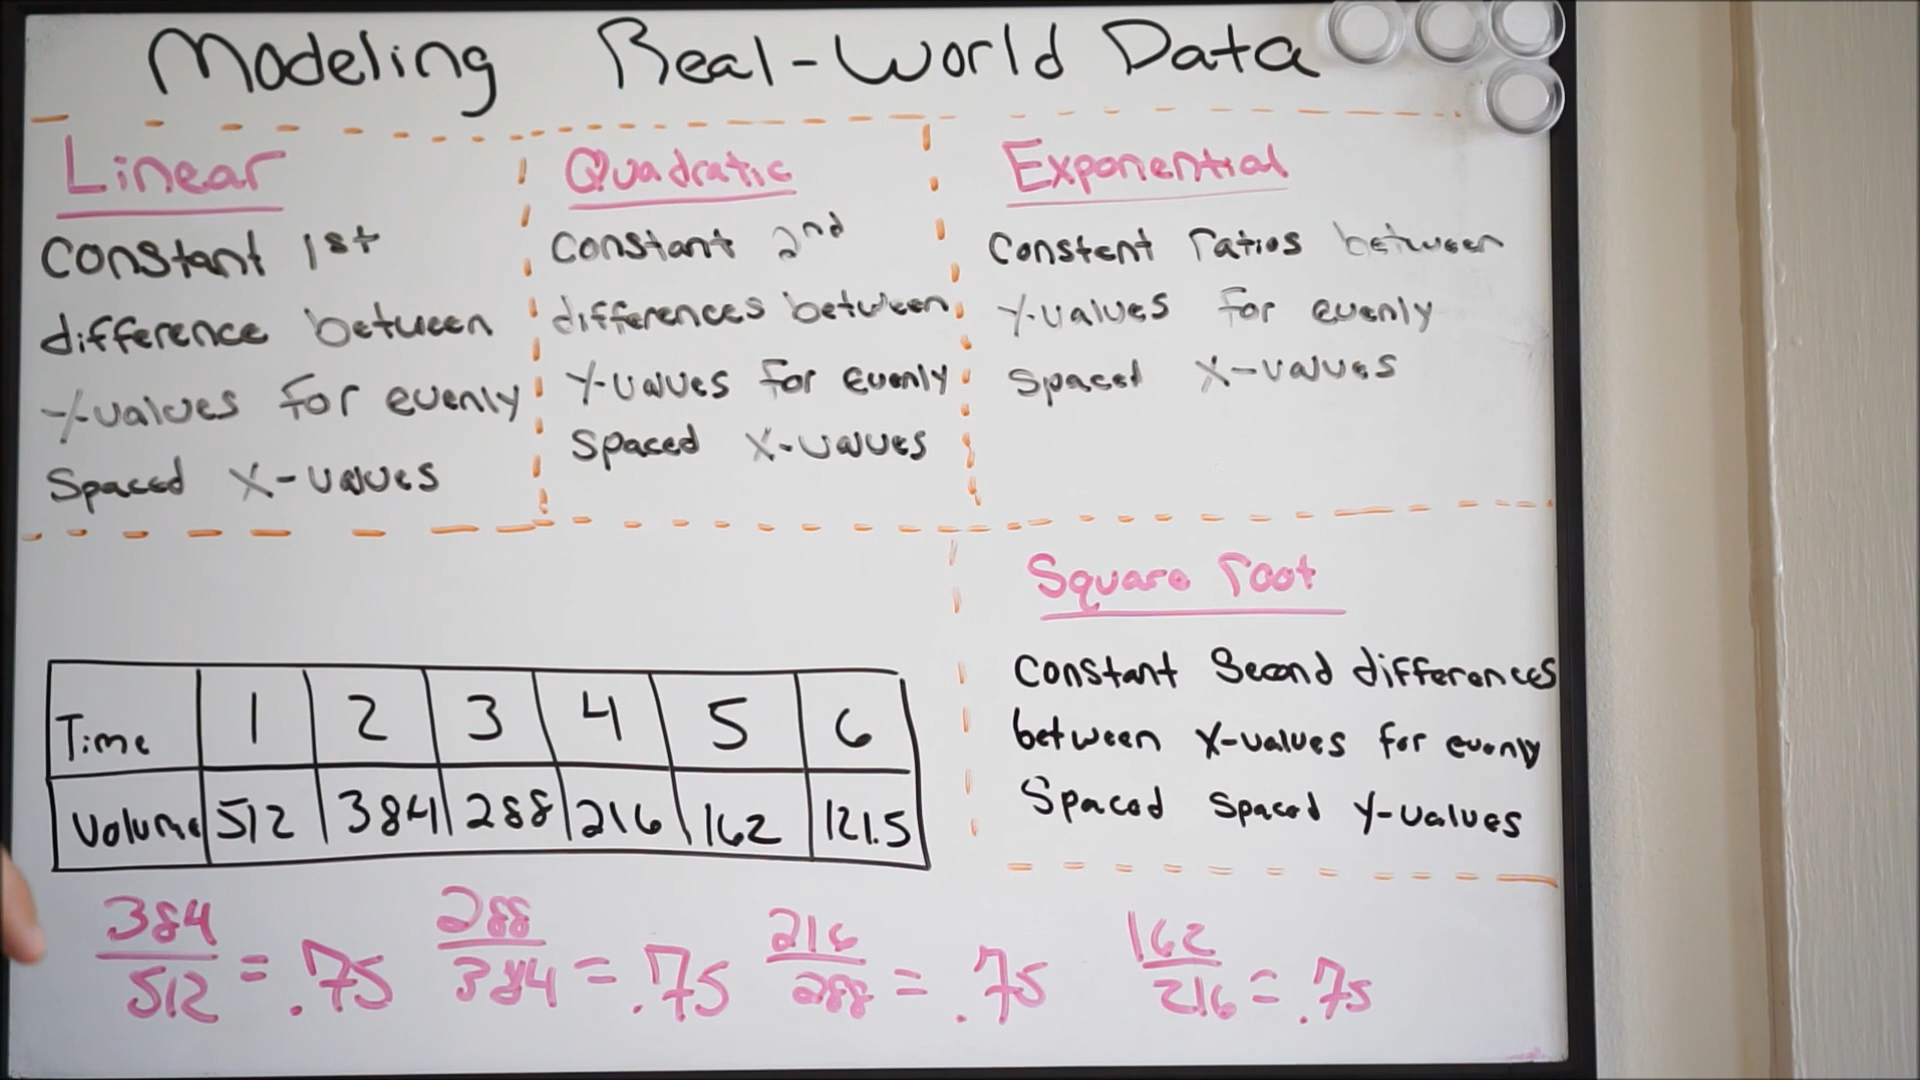 Modeling Real-World Data
Linear
Constant 1st
difference between
Y-values for evenly
Spaced X-values
Quadratic
Constant 2nd
differences between
Y-values for evenly
Spaced X-values
Exponential
Constent ratios between
Y-values for evenly
Spaced X-values
Square root
Constant Second differences
between X-values for evenly
Spaced Spaced Y-values
Time 1 2 3 4 5 6
Volume 512 384 288 216 162 121.5
384/512 = .75 288/384 = .75 216/288 = .75 162/216 = .75